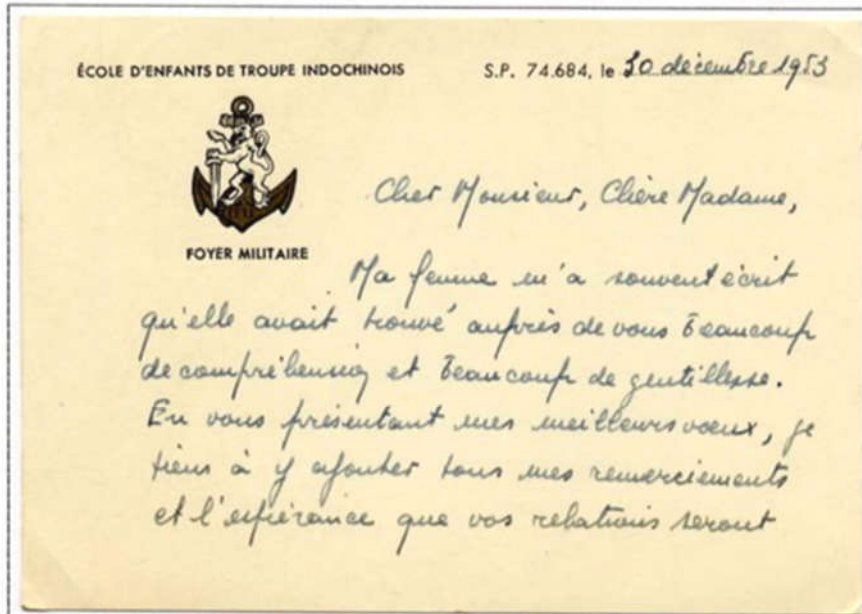 ÉCOLE D'ENFANTS DE TROUPE INDOCHINOIS
S.P. 74.684, le 30 décembre 1953
FOYER MILITAIRE
Cher Monsieur, Chère Madame,
Ma femme m'a souvent écrit
qu'elle avait trouvé auprès de vous beaucoup
de compréhension et beaucoup de gentillesse.
En vous présentant mes meilleurs vœux, je
tiens à y ajouter tous mes remerciements
et l'espérance que vos relations seront